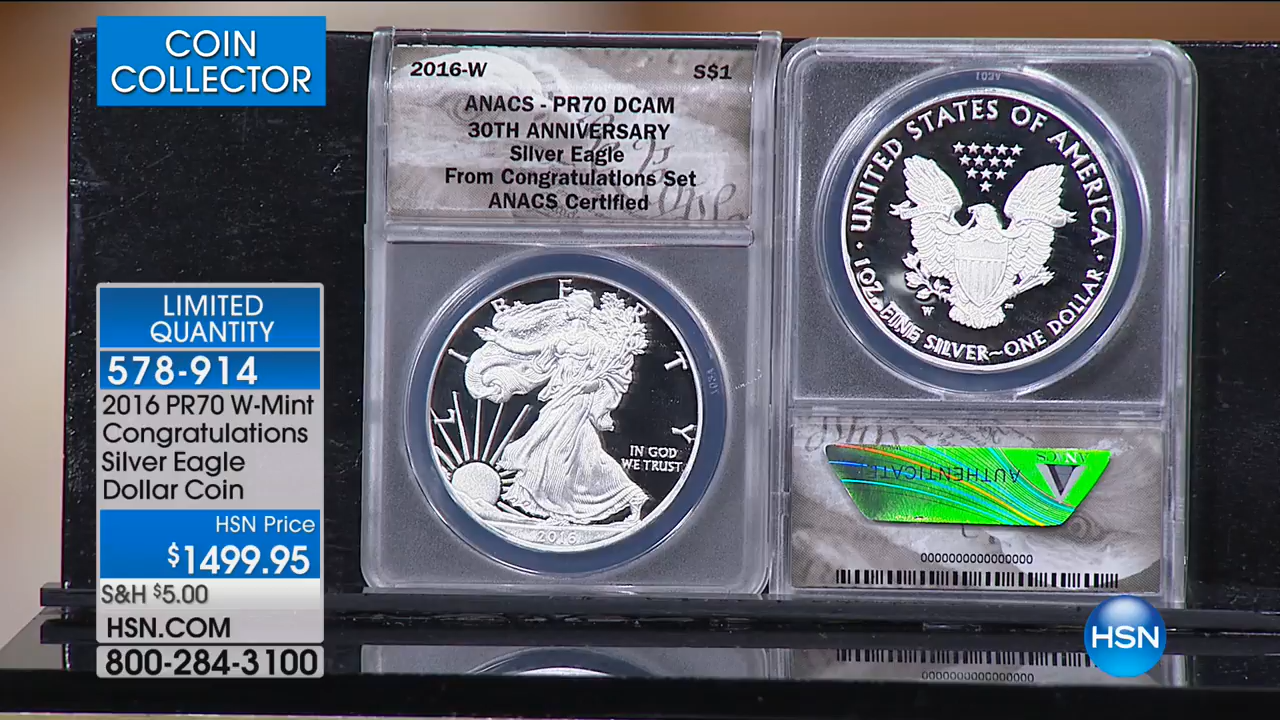 COIN
COLLECTOR
LIMITED
QUANTITY
578-914
2016 PR70 W-Mint
Congratulations
Silver Eagle
Dollar Coin
HSN Price
$1499.95
S&H $5.00
HSN.COM
800-284-3100
2016-W S$1
ANACS - PR70 DCAM
30TH ANNIVERSARY
Silver Eagle
From Congratulations Set
ANACS Certified
LIBERTY
IN GOD
WE TRUST
2016
UNITED STATES OF AMERICA
1 OZ. FINE SILVER~ONE DOLLAR
W
ANACS
AUTHENTICATE
0000000000000000
HSN